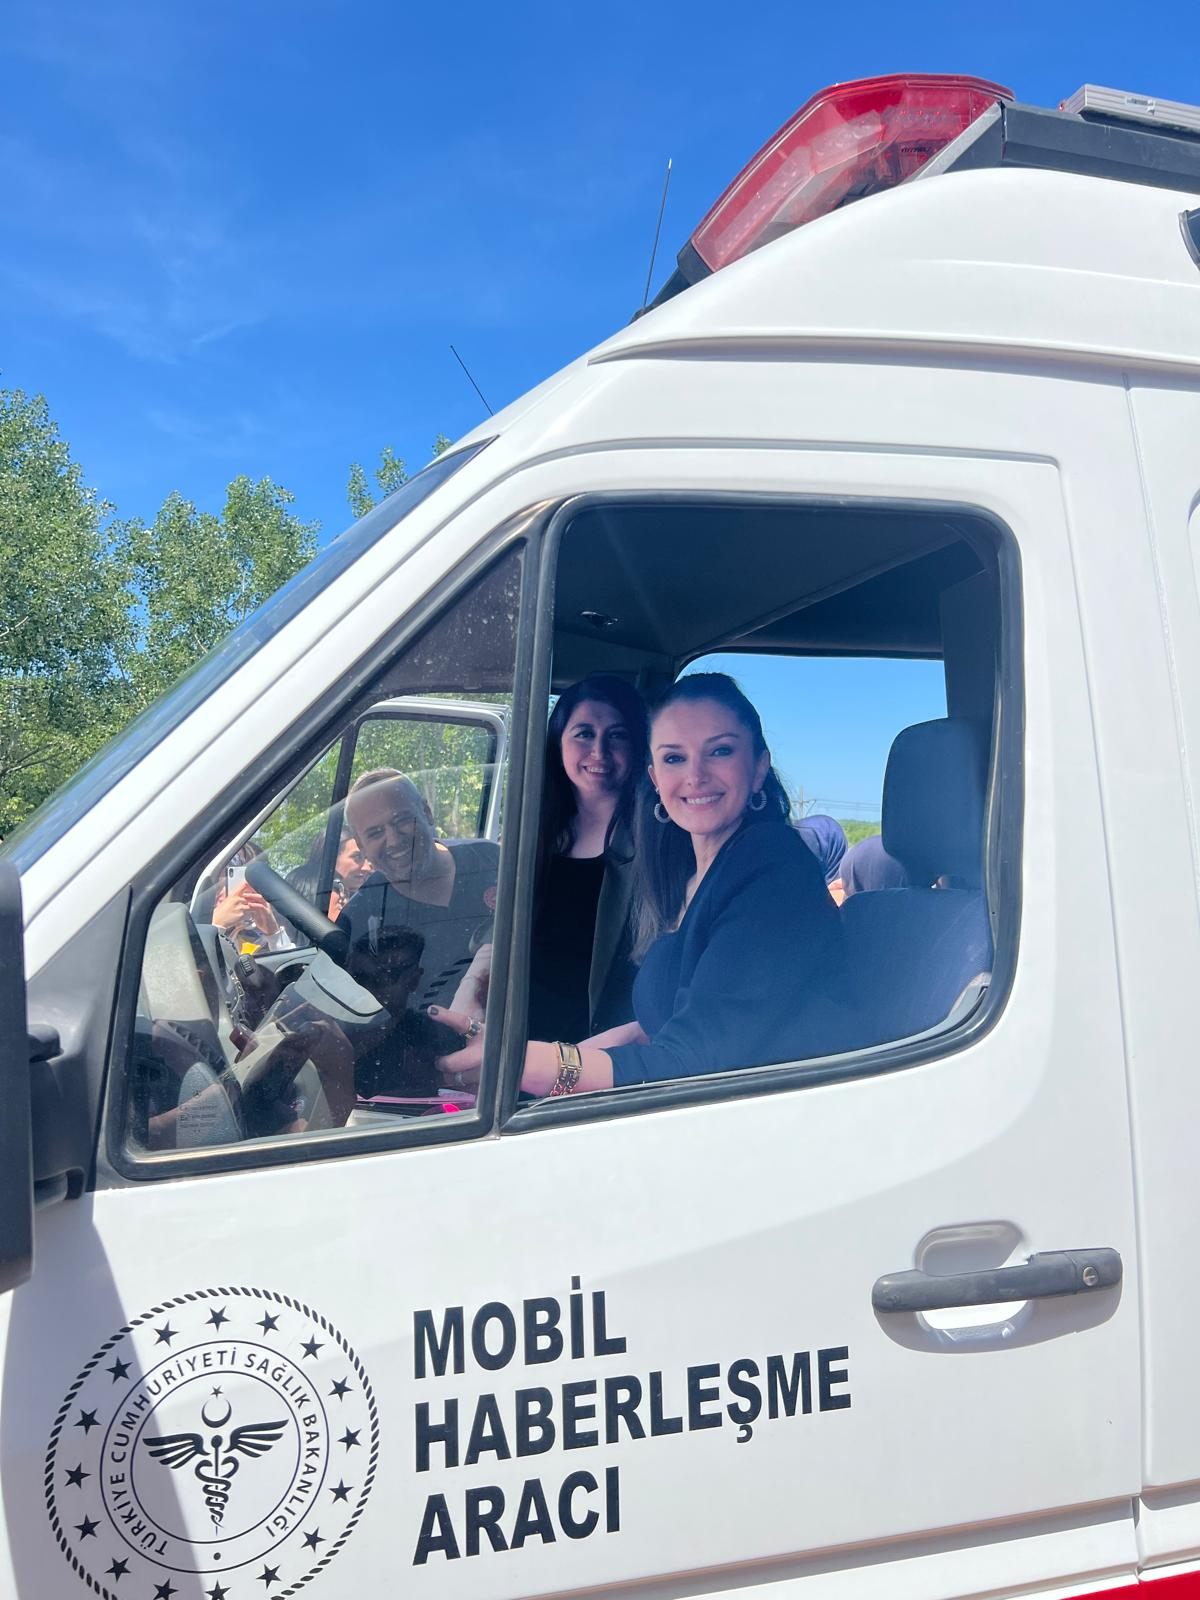 MOBİL
HABERLEŞME
ARACI
TÜRKİYE CUMHURİYETİ SAĞLIK BAKANLIĞI